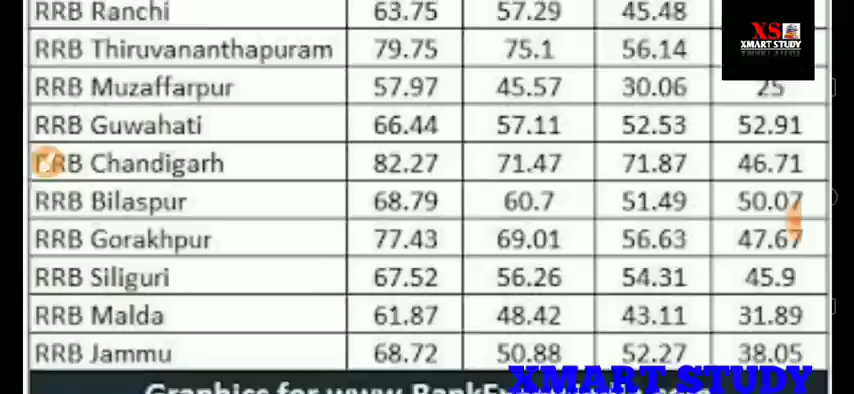 RRB Ranchi 63.75 57.29 45.48
XS
XMART STUDY
RRB Thiruvananthapuram 79.75 75.1 56.14
RRB Muzaffarpur 57.97 45.57 30.06 25
RRB Guwahati 66.44 57.11 52.53 52.91
RRB Chandigarh 82.27 71.47 71.87 46.71
RRB Bilaspur 68.79 60.7 51.49 50.07
RRB Gorakhpur 77.43 69.01 56.63 47.67
RRB Siliguri 67.52 56.26 54.31 45.9
RRB Malda 61.87 48.42 43.11 31.89
RRB Jammu 68.72 50.88 52.27 38.05
Graphics for
XMART STUDY